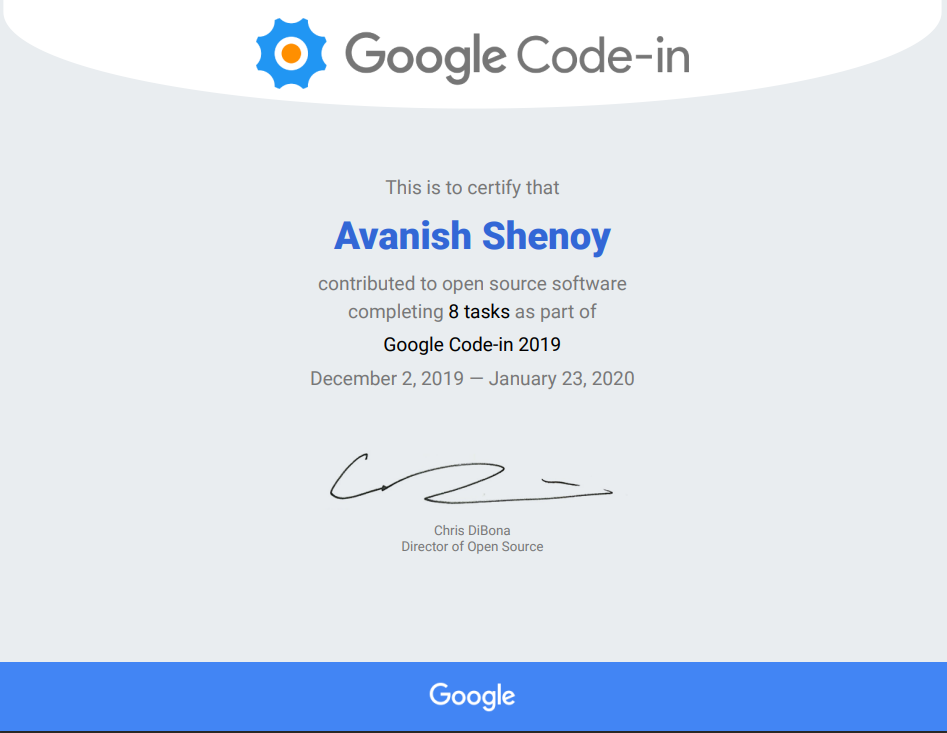 Google Code-in
This is to certify that
Avanish Shenoy
contributed to open source software
completing 8 tasks as part of
Google Code-in 2019
December 2, 2019 — January 23, 2020
Chris DiBona
Director of Open Source
Google